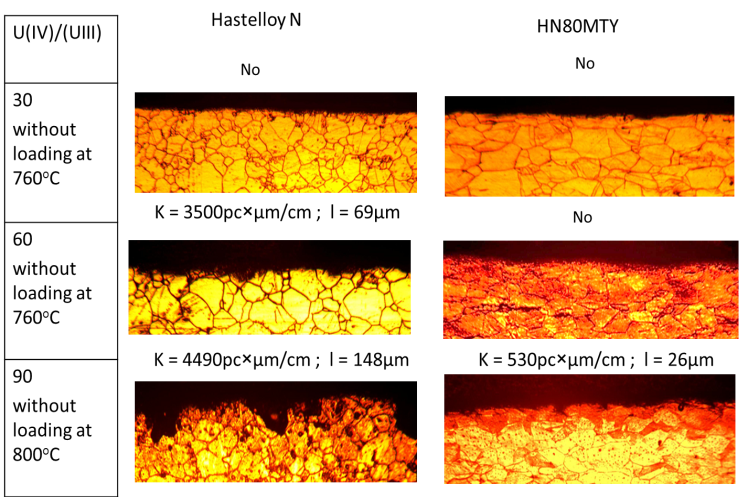 Hastelloy N
HN80MTY
U(IV)/(UIII)
No
No
30
without
loading at
760°C
K = 3500pc×μm/cm ; l = 69μm
No
60
without
loading at
760°C
K = 4490pc×μm/cm ; l = 148μm
K = 530pc×μm/cm ; l = 26μm
90
without
loading at
800°C